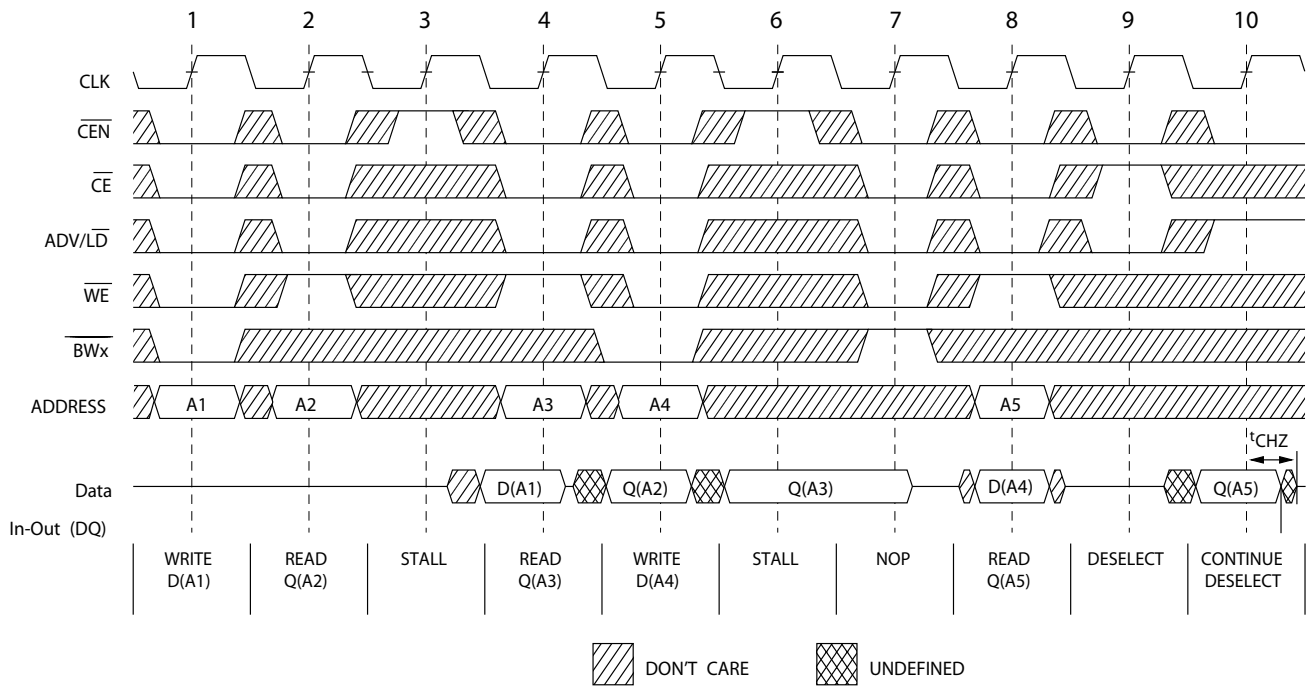 1 2 3 4 5 6 7 8 9 10
CLK
CEN
CE
ADV/LD
WE
BWx
ADDRESS A1 A2 A3 A4 A5
tCHZ
Data D(A1) Q(A2) Q(A3) D(A4) Q(A5)
In-Out (DQ)
WRITE READ STALL READ WRITE STALL NOP READ DESELECT CONTINUE
D(A1) Q(A2) Q(A3) D(A4) Q(A5) DESELECT
DON'T CARE UNDEFINED